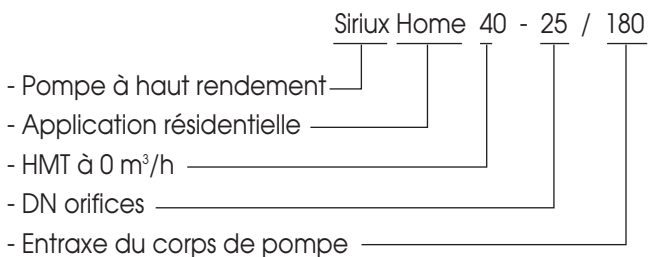 Siriux Home 40 - 25 / 180
- Pompe à haut rendement
- Application résidentielle
- HMT à 0 m³/h
- DN orifices
- Entraxe du corps de pompe